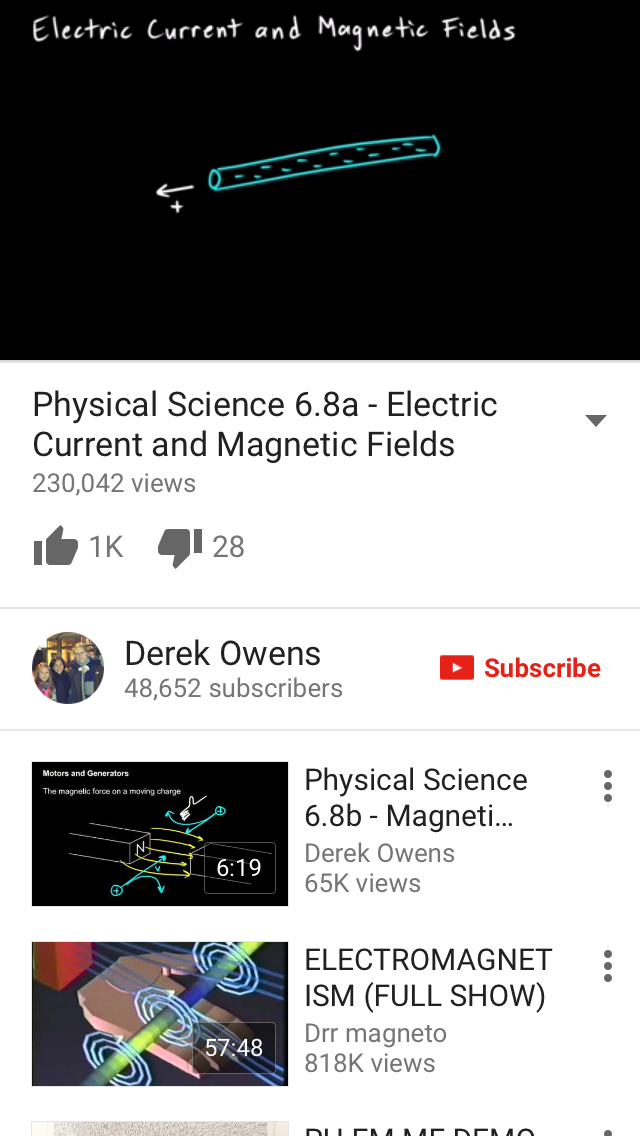 Electric Current and Magnetic Fields
+
Physical Science 6.8a - Electric
Current and Magnetic Fields
230,042 views
1K
28
Derek Owens
48,652 subscribers
Subscribe
Motors and Generators
The magnetic force on a moving charge
N
v
6:19
Physical Science
6.8b - Magneti...
Derek Owens
65K views
57:48
ELECTROMAGNET
ISM (FULL SHOW)
Drr magneto
818K views